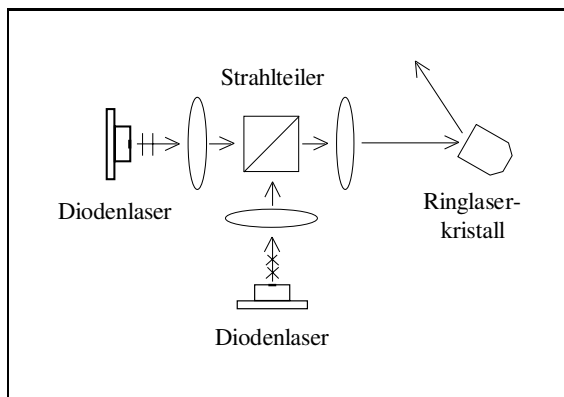 Strahlteiler
Diodenlaser
Ringlaser-
kristall
Diodenlaser